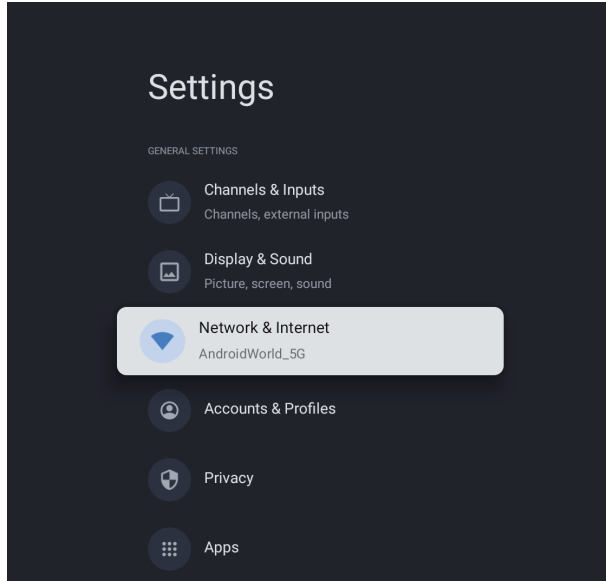 Settings
GENERAL SETTINGS
Channels & Inputs
Channels, external inputs
Display & Sound
Picture, screen, sound
Network & Internet
AndroidWorld_5G
Accounts & Profiles
Privacy
Apps